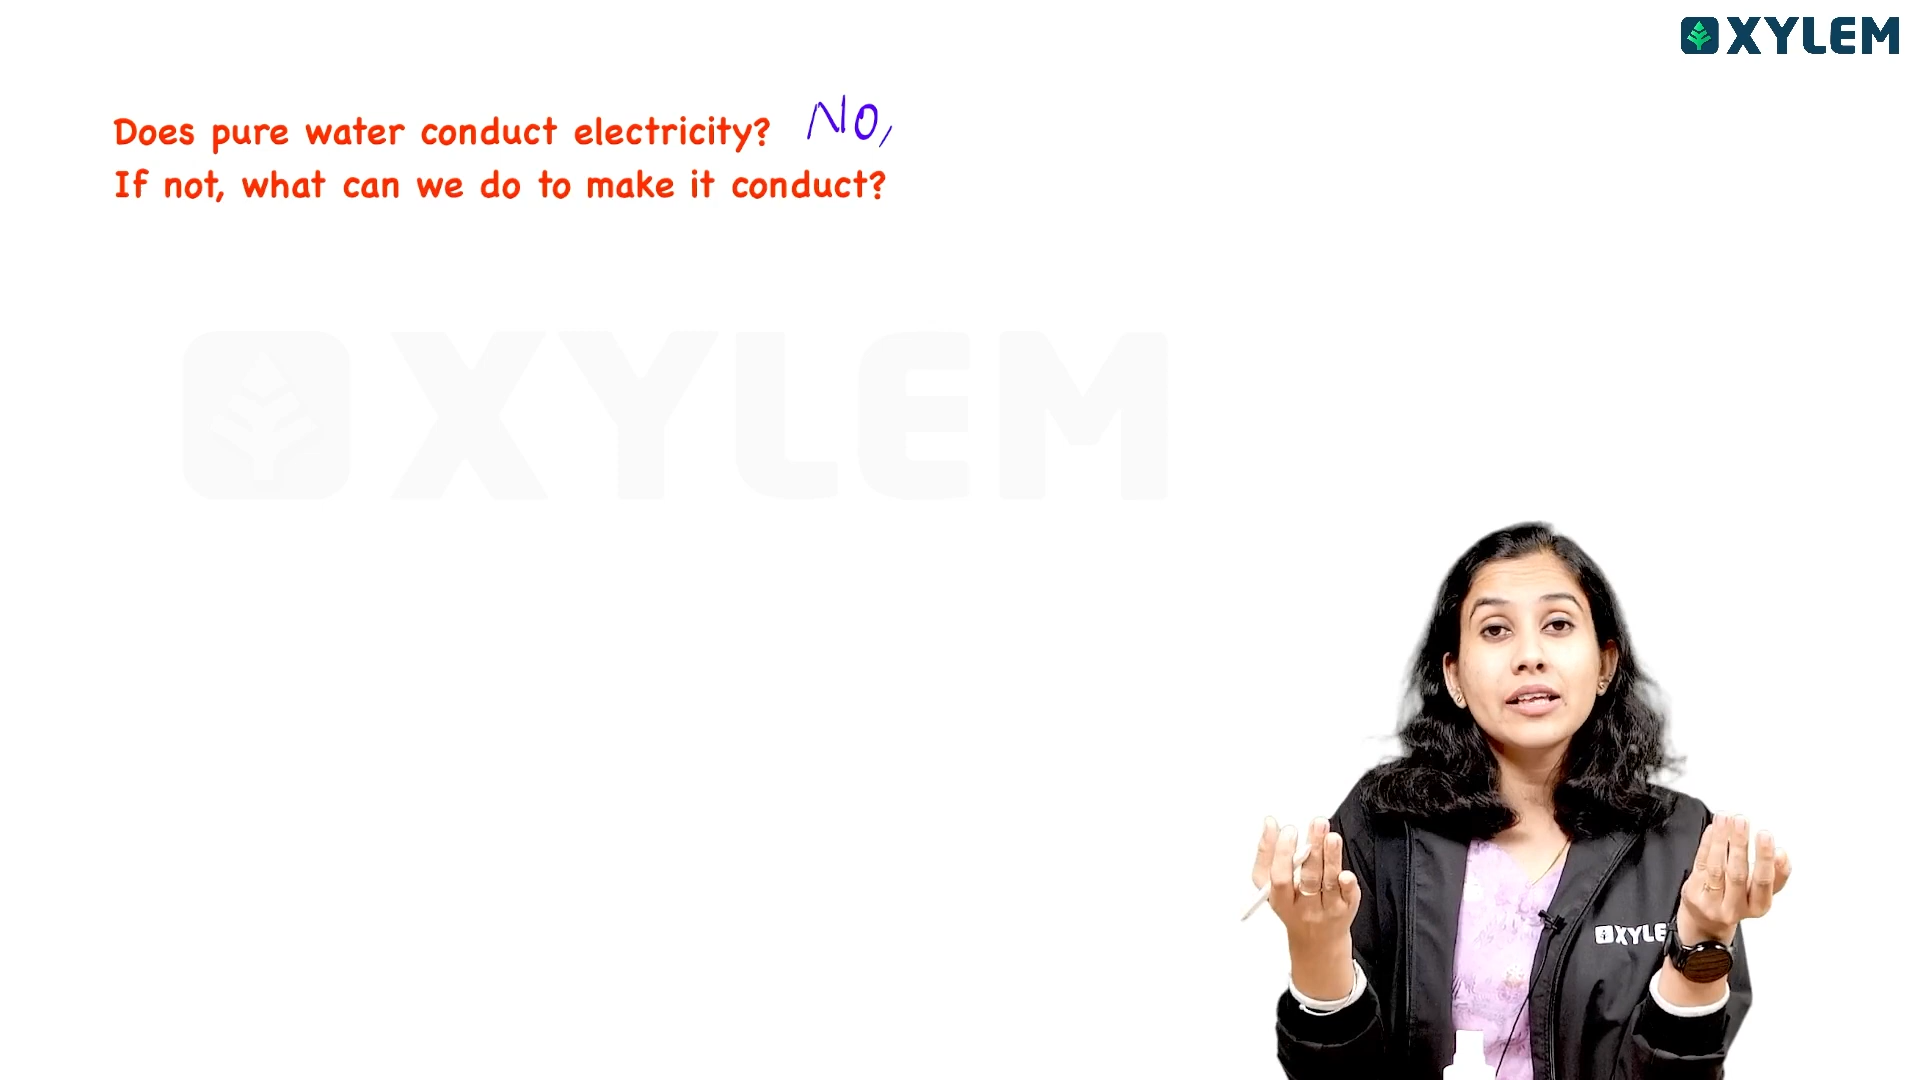 XYLEM
Does pure water conduct electricity? No,
If not, what can we do to make it conduct?
XYLEM
XYLE